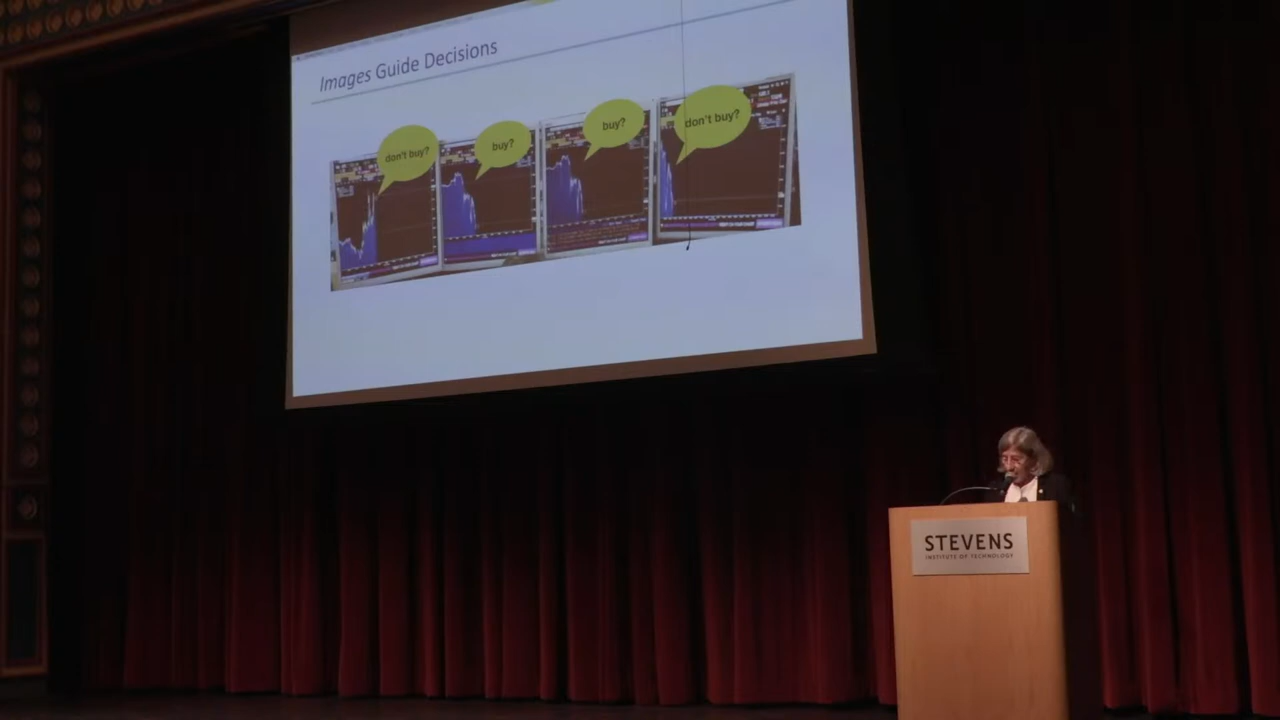 Images Guide Decisions
don't buy?
buy?
buy?
don't buy?
STEVENS
INSTITUTE OF TECHNOLOGY